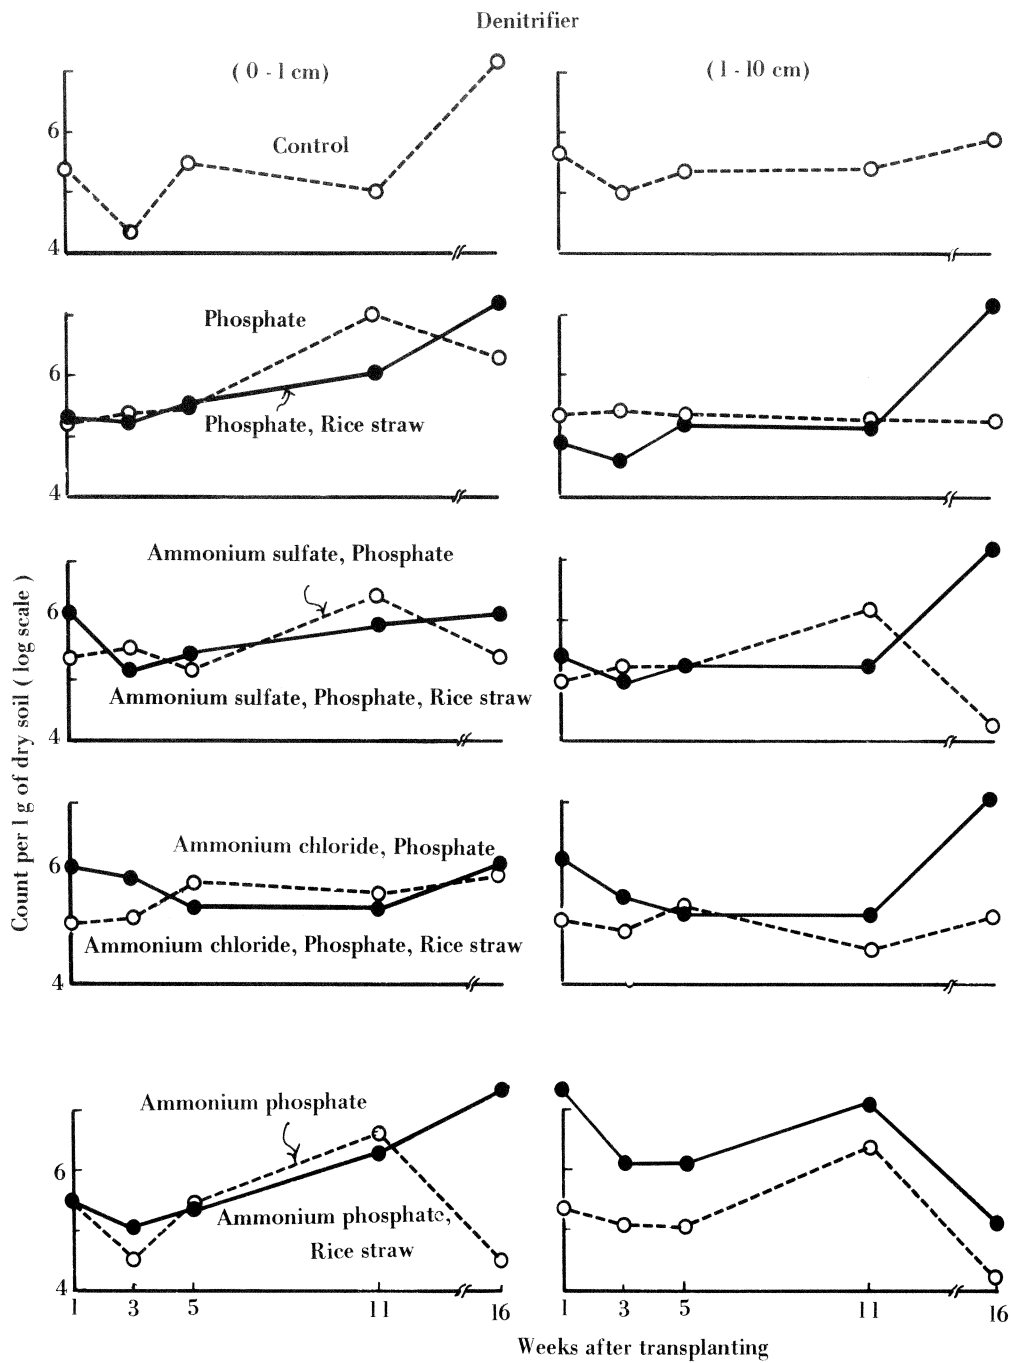 Denitrifier
( 0 - 1 cm)
( 1 - 10 cm)
6
Control
4
Phosphate
6
Phosphate, Rice straw
4
Ammonium sulfate, Phosphate
6
Ammonium sulfate, Phosphate, Rice straw
4
Count per 1 g of dry soil ( log scale )
Ammonium chloride, Phosphate
6
Ammonium chloride, Phosphate, Rice straw
4
Ammonium phosphate
6
Ammonium phosphate,
Rice straw
4
1 3 5 11 16
1 3 5 11 16
Weeks after transplanting